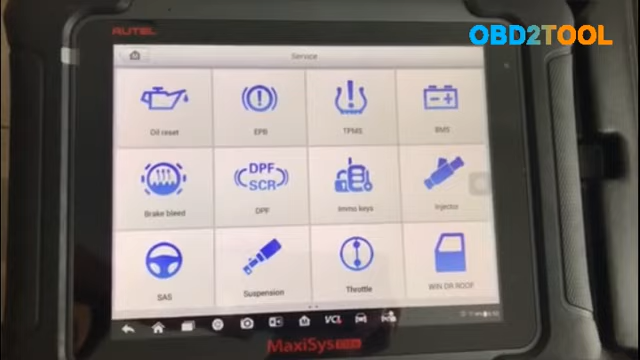 OBD2TOOL
AUTEL
Service
Oil reset
EPB
TPMS
BMS
Brake bleed
DPF
SCR
DPF
Immo keys
Injector
SAS
Suspension
Throttle
WIN DR ROOF
VCI
MaxiSys